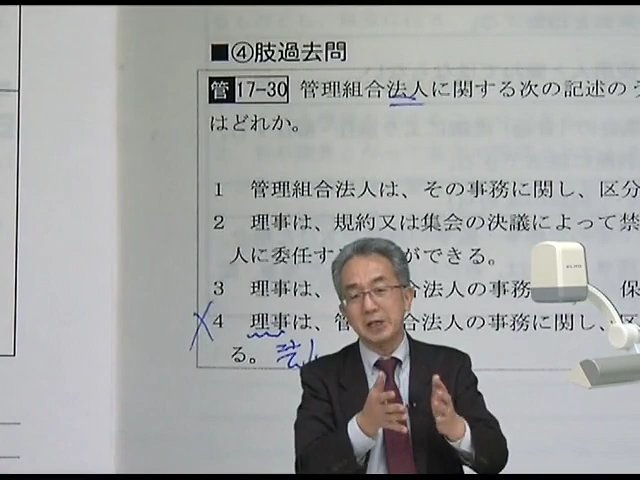 ■④肢過去問
管 17-30 管理組合法人に関する次の記述のう
はどれか。
1 管理組合法人は、その事務に関し、区分
2 理事は、規約又は集会の決議によって禁
人に委任す ができる。
3 理事は、 合法人の事務 保
×4 理事は、管 合法人の事務に関し、区
る。 法人
ELMO